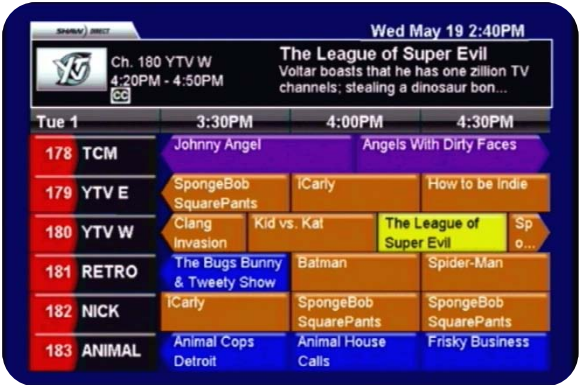 SHAW) DIRECT
Wed May 19 2:40PM
YTV
Ch. 180 YTV W
4:20PM - 4:50PM
CC
The League of Super Evil
Voltar boasts that he has one zillion TV
channels; stealing a dinosaur bon...
Tue 1 3:30PM 4:00PM 4:30PM
178 TCM
Johnny Angel
Angels With Dirty Faces
179 YTV E
SpongeBob
SquarePants
iCarly
How to be Indie
180 YTV W
Clang
Invasion
Kid vs. Kat
The League of
Super Evil
Sp
o...
181 RETRO
The Bugs Bunny
& Tweety Show
Batman
Spider-Man
182 NICK
iCarly
SpongeBob
SquarePants
SpongeBob
SquarePants
183 ANIMAL
Animal Cops
Detroit
Animal House
Calls
Frisky Business